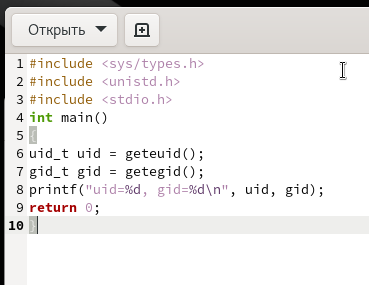 Открыть
1 #include <sys/types.h>
2 #include <unistd.h>
3 #include <stdio.h>
4 int main()
5 {
6 uid_t uid = geteuid();
7 gid_t gid = getegid();
8 printf("uid=%d, gid=%d\n", uid, gid);
9 return 0;
10 }